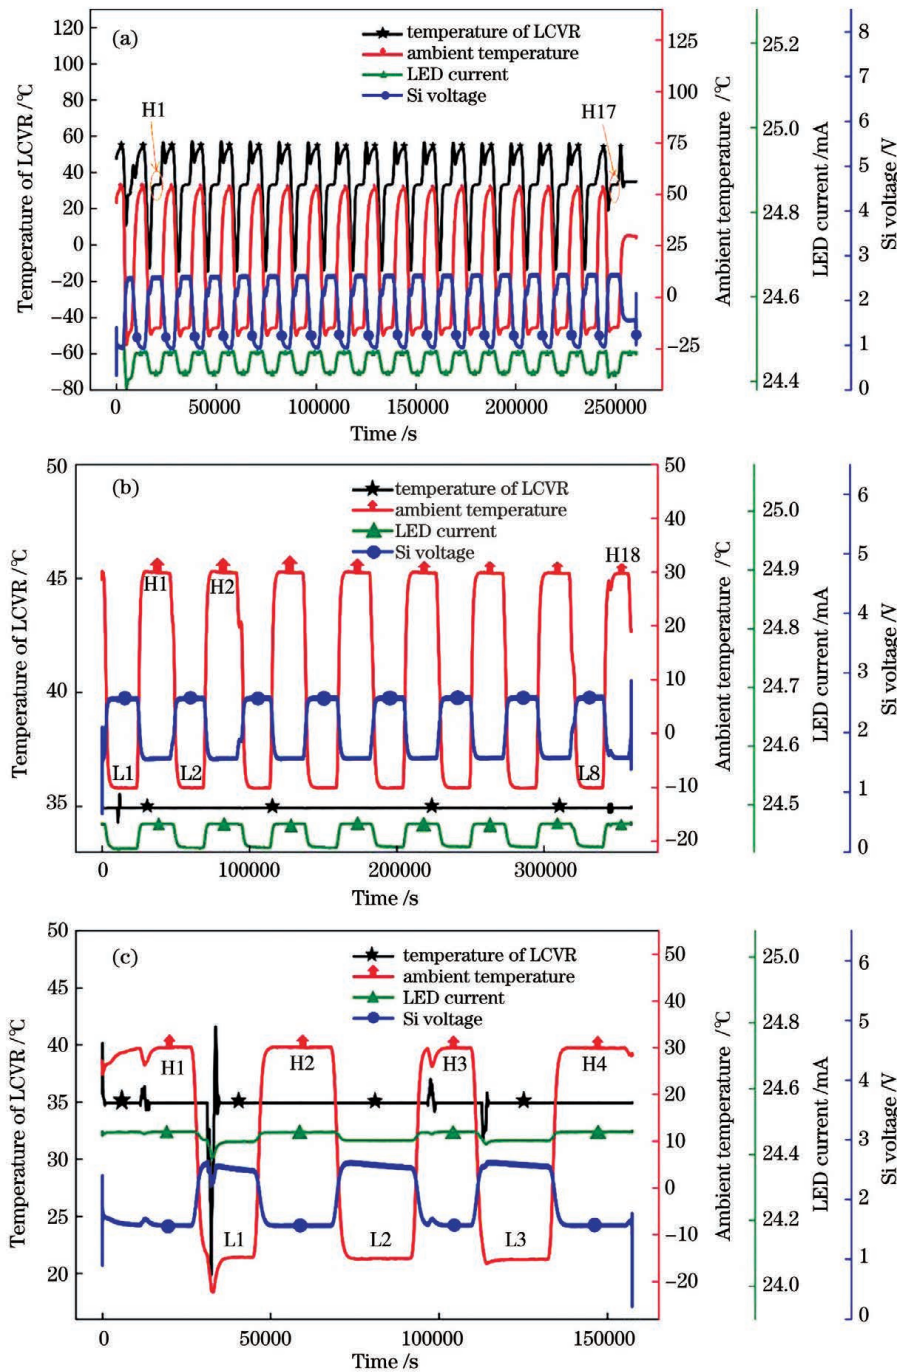 (a)
temperature of LCVR
ambient temperature
LED current
Si voltage
H1
H17
Temperature of LCVR /℃
120
100
80
60
40
20
0
−20
−40
−60
−80
0
50000
100000
150000
200000
250000
Time /s
Ambient temperature /℃
125
100
75
50
25
0
−25
LED current /mA
25.2
25.0
24.8
24.6
24.4
Si voltage /V
8
7
6
5
4
3
2
1
0
(b)
temperature of LCVR
ambient temperature
LED current
Si voltage
H1
H2
H18
L1
L2
L8
Temperature of LCVR /℃
50
45
40
35
0
100000
200000
300000
Time /s
Ambient temperature /℃
50
40
30
20
10
0
−10
−20
LED current /mA
25.0
24.9
24.8
24.7
24.6
24.5
Si voltage /V
6
5
4
3
2
1
0
(c)
temperature of LCVR
ambient temperature
LED current
Si voltage
H1
H2
H3
H4
L1
L2
L3
Temperature of LCVR /℃
50
45
40
35
30
25
20
0
50000
100000
150000
Time /s
Ambient temperature /℃
50
40
30
20
10
0
−10
−20
LED current /mA
25.0
24.8
24.6
24.4
24.2
24.0
Si voltage /V
6
5
4
3
2
1
0